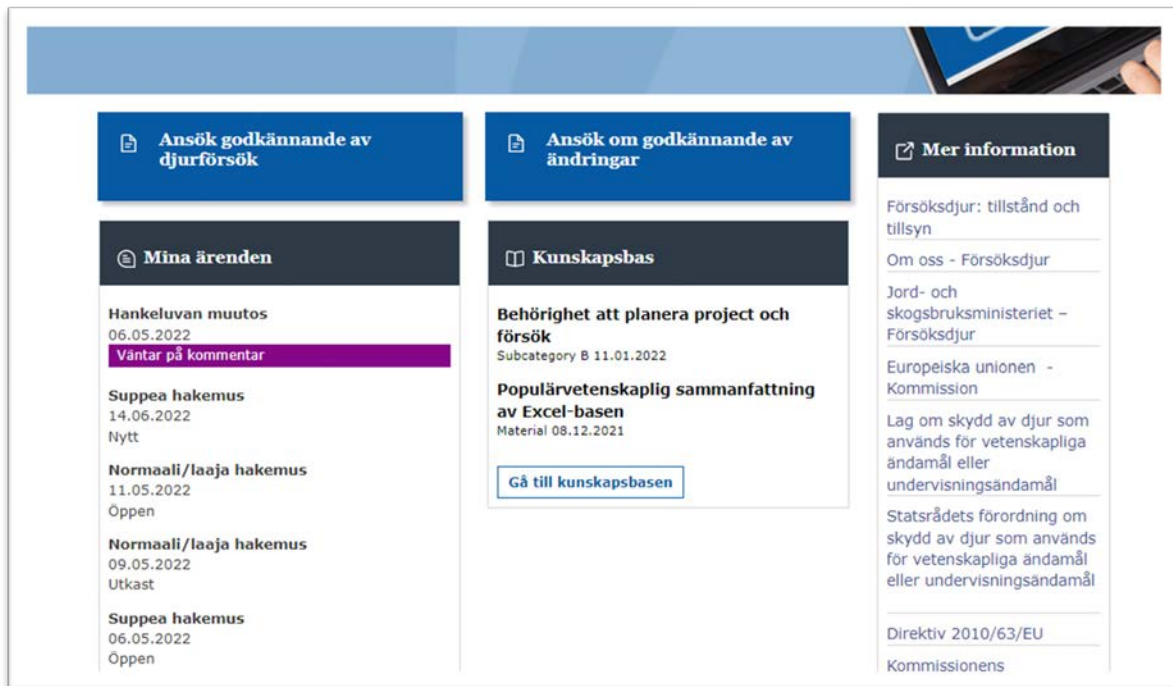 Ansök godkännande av
djurförsök
Ansök om godkännande av
ändringar
Mina ärenden
Hankeluvan muutos
06.05.2022
Väntar på kommentar
Suppea hakemus
14.06.2022
Nytt
Normaali/laaja hakemus
11.05.2022
Öppen
Normaali/laaja hakemus
09.05.2022
Utkast
Suppea hakemus
06.05.2022
Öppen
Kunskapsbas
Behörighet att planera project och
försök
Subcategory B 11.01.2022
Populärvetenskaplig sammanfattning
av Excel-basen
Material 08.12.2021
Gå till kunskapsbasen
Mer information
Försöksdjur: tillstånd och
tillsyn
Om oss - Försöksdjur
Jord- och
skogsbruksministeriet –
Försöksdjur
Europeiska unionen -
Kommission
Lag om skydd av djur som
används för vetenskapliga
ändamål eller
undervisningsändamål
Statsrådets förordning om
skydd av djur som används
för vetenskapliga ändamål
eller undervisningsändamål
Direktiv 2010/63/EU
Kommissionens